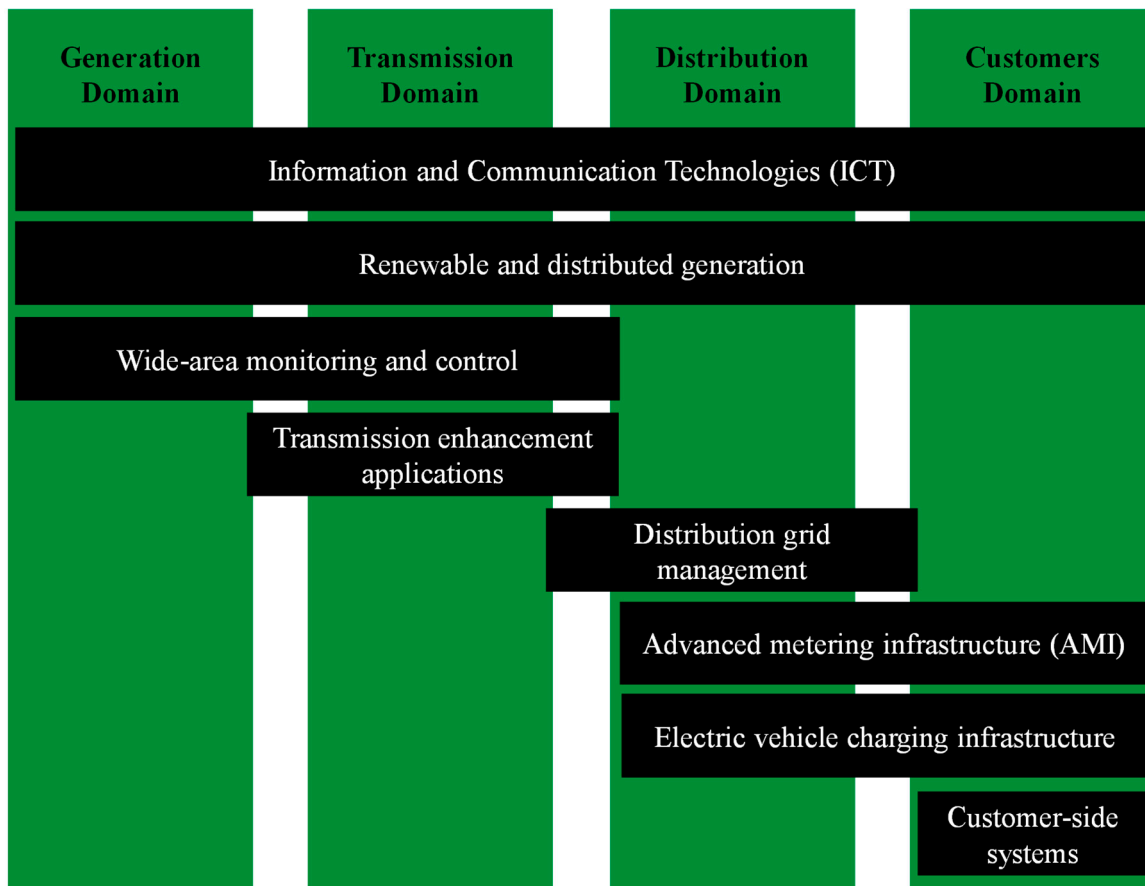 Generation
Domain
Transmission
Domain
Distribution
Domain
Customers
Domain
Information and Communication Technologies (ICT)
Renewable and distributed generation
Wide-area monitoring and control
Transmission enhancement
applications
Distribution grid
management
Advanced metering infrastructure (AMI)
Electric vehicle charging infrastructure
Customer-side
systems